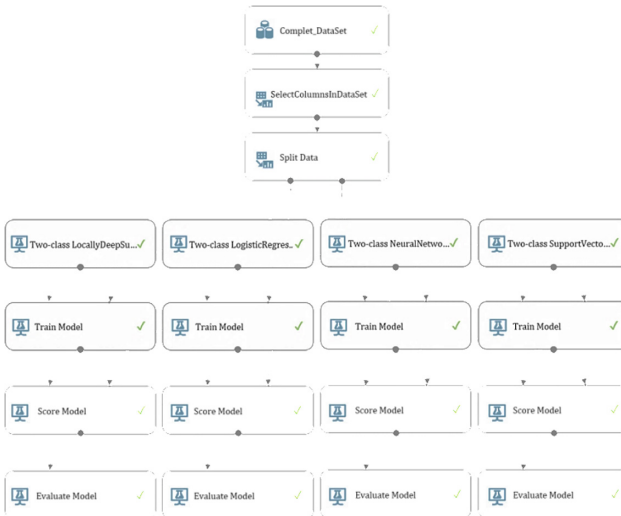 Complet_DataSet
SelectColumnsInDataSet
Split Data
Two-class LocallyDeepSu...
Two-class LogisticRegres..
Two-class NeuralNetwo...
Two-class SupportVecto...
Train Model
Train Model
Train Model
Train Model
Score Model
Score Model
Score Model
Score Model
Evaluate Model
Evaluate Model
Evaluate Model
Evaluate Model